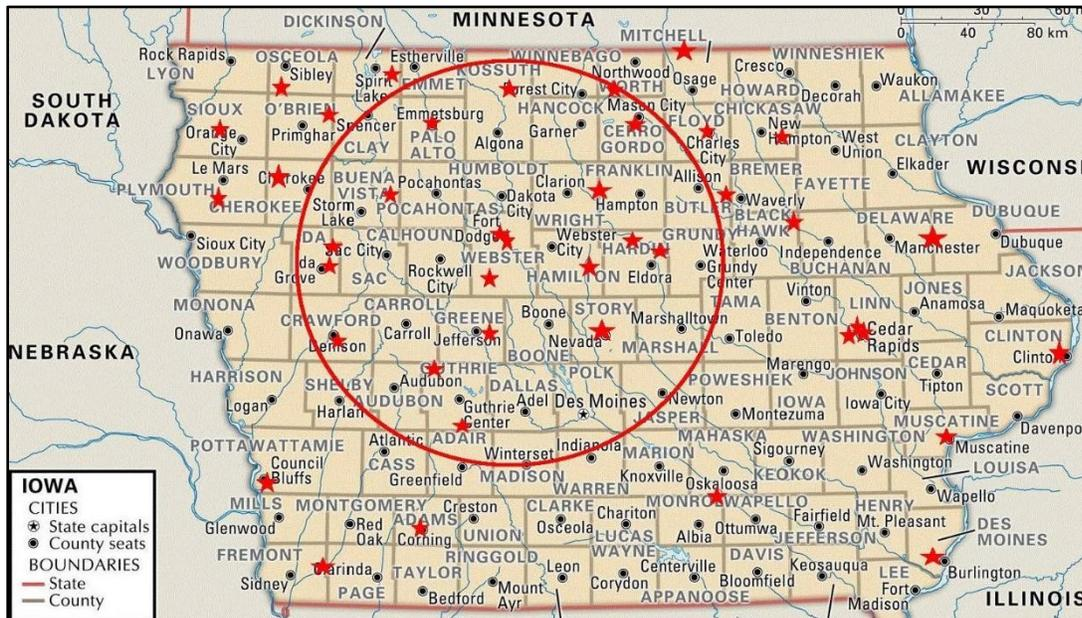 DICKINSON
MINNESOTA
MITCHELL
0 30 60
0 40 80 km
Rock Rapids
OSCEOLA
Estherville
WINNEBAGO
WINNESHIEK
LYON
Sibley
Spirit
Lake
EMMET
KOSSUTH
Forest City
Northwood
WORTH
Osage
Cresco
Waukon
SOUTH
DAKOTA
SIOUX
O'BRIEN
Emmetsburg
HANCOCK
Mason City
HOWARD
Decorah
ALLAMAKEE
Orange
City
Primghar
Spencer
CLAY
PALO
ALTO
Algona
Garner
CERRO
GORDO
FLOYD
Charles
City
CHICKASAW
New
Hampton
West
Union
CLAYTON
Elkader
WISCONSI
Le Mars
PLYMOUTH
Cherokee
CHEROKEE
BUENA
VISTA
Storm
Lake
Pocahontas
POCAHONTAS
HUMBOLDT
Dakota
City
Clarion
WRIGHT
FRANKLIN
Hampton
Allison
BUTLER
BREMER
Waverly
FAYETTE
Sioux City
WOODBURY
IDA
Ida
Grove
Sac City
SAC
CALHOUN
Rockwell
City
Fort
Dodge
WEBSTER
Webster
City
HAMILTON
HARDIN
Eldora
GRUNDY
Grundy
Center
BLACK
HAWK
Waterloo
Independence
BUCHANAN
DELAWARE
Manchester
DUBUQUE
Dubuque
JACKSON
MONONA
Onawa
CRAWFORD
Denison
CARROLL
Carroll
GREENE
Jefferson
Boone
BOONE
STORY
Nevada
Marshalltown
MARSHALL
TAMA
Toledo
Vinton
BENTON
LINN
Cedar
Rapids
JONES
Anamosa
Maquoketa
CLINTON
Clinton
NEBRASKA
HARRISON
Logan
SHELBY
Harlan
AUDUBON
Audubon
GUTHRIE
Guthrie
Center
DALLAS
Adel
POLK
Des Moines
JASPER
Newton
POWESHIEK
Montezuma
Marengo
IOWA
JOHNSON
Iowa City
CEDAR
Tipton
SCOTT
Davenpo
POTTAWATTAMIE
Council
Bluffs
CASS
Atlantic
ADAIR
Greenfield
Winterset
MADISON
Indianola
WARREN
MARION
Knoxville
MAHASKA
Oskaloosa
Sigourney
KEOKOK
WASHINGTON
Washington
MUSCATINE
Muscatine
LOUISA
Wapello
MILLS
Glenwood
MONTGOMERY
Red
Oak
ADAMS
Corning
Creston
UNION
CLARKE
Osceola
Chariton
LUCAS
MONROE
Albia
WAPELLO
Ottumwa
Fairfield
JEFFERSON
HENRY
Mt. Pleasant
DES
MOINES
Burlington
FREMONT
Sidney
Clarinda
PAGE
TAYLOR
Bedford
RINGGOLD
Mount
Ayr
Leon
WAYNE
Corydon
Centerville
APPANOOSE
DAVIS
Bloomfield
Keosauqua
LEE
Fort
Madison
ILLINOIS
IOWA
CITIES
State capitals
County seats
BOUNDARIES
State
County